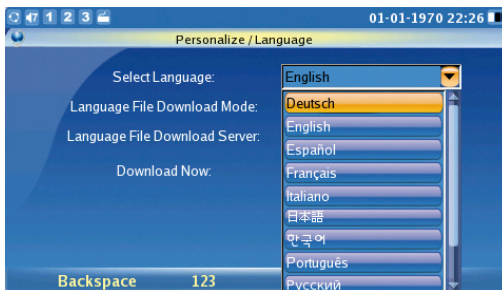 1 2 3 01-01-1970 22:26
Personalize / Language
Select Language: English
Deutsch
Language File Download Mode:
English
Language File Download Server:
Español
Download Now: Français
Italiano
日本語
한국어
Português
Русский
Backspace 123